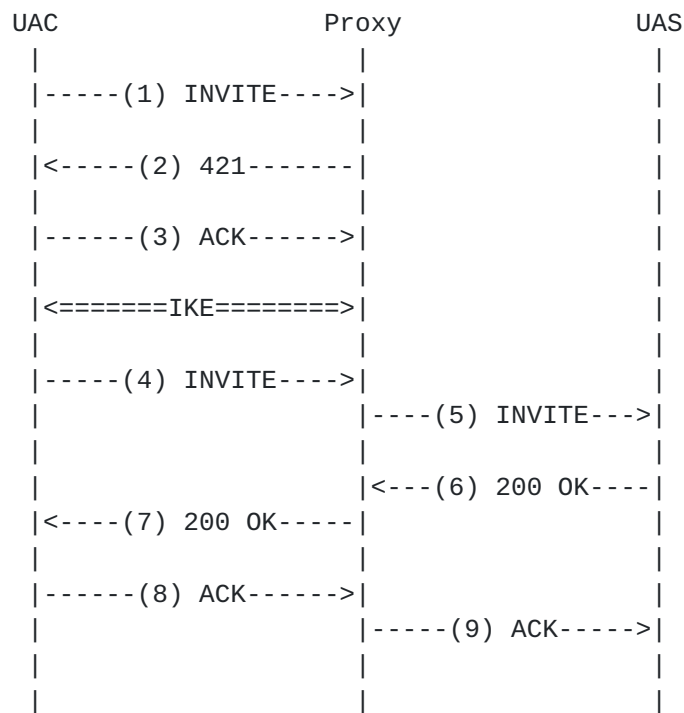 UAC                 Proxy               UAS
 |                    |                  |
 |-----(1) INVITE---->|                  |
 |                    |                  |
 |<-----(2) 421-------|                  |
 |                    |                  |
 |------(3) ACK------>|                  |
 |                    |                  |
 |<=======IKE========>|                  |
 |                    |                  |
 |-----(4) INVITE---->|                  |
 |                    |----(5) INVITE--->|
 |                    |                  |
 |                    |<---(6) 200 OK----|
 |<----(7) 200 OK-----|                  |
 |                    |                  |
 |------(8) ACK------>|                  |
 |                    |-----(9) ACK----->|
 |                    |                  |
 |                    |                  |